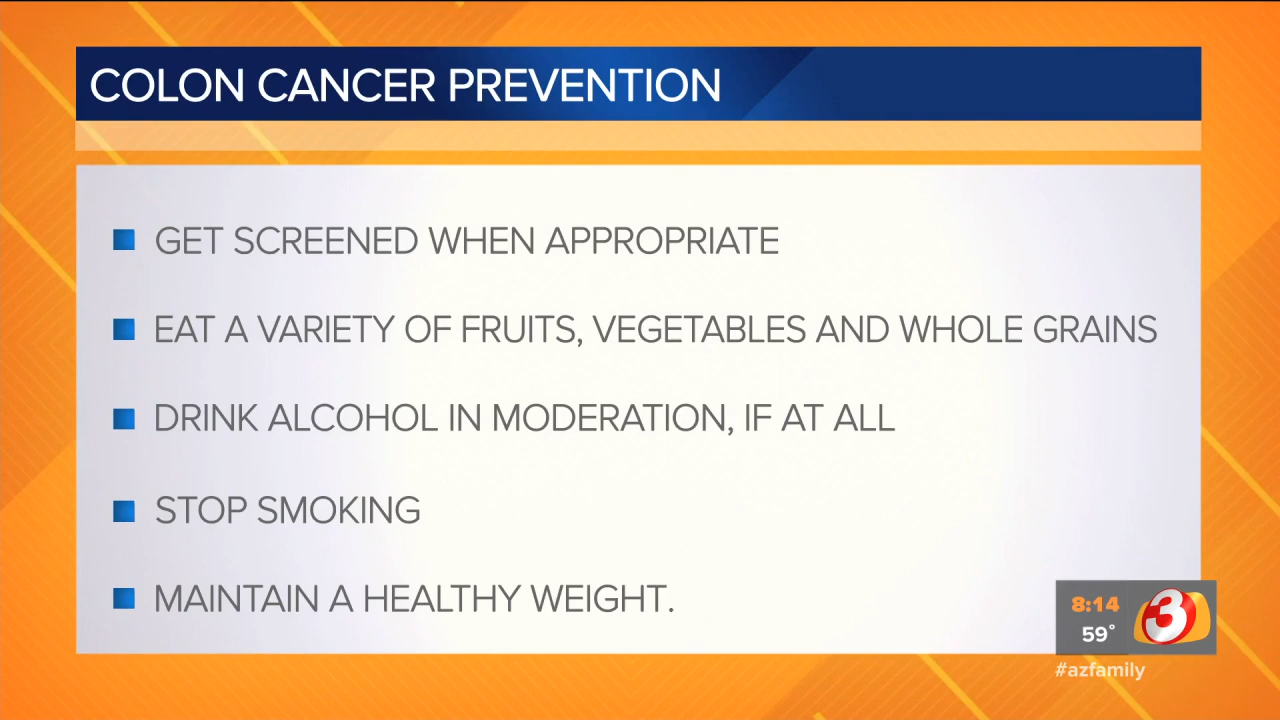 COLON CANCER PREVENTION
GET SCREENED WHEN APPROPRIATE
EAT A VARIETY OF FRUITS, VEGETABLES AND WHOLE GRAINS
DRINK ALCOHOL IN MODERATION, IF AT ALL
STOP SMOKING
MAINTAIN A HEALTHY WEIGHT.
8:14
59°
3
#azfamily